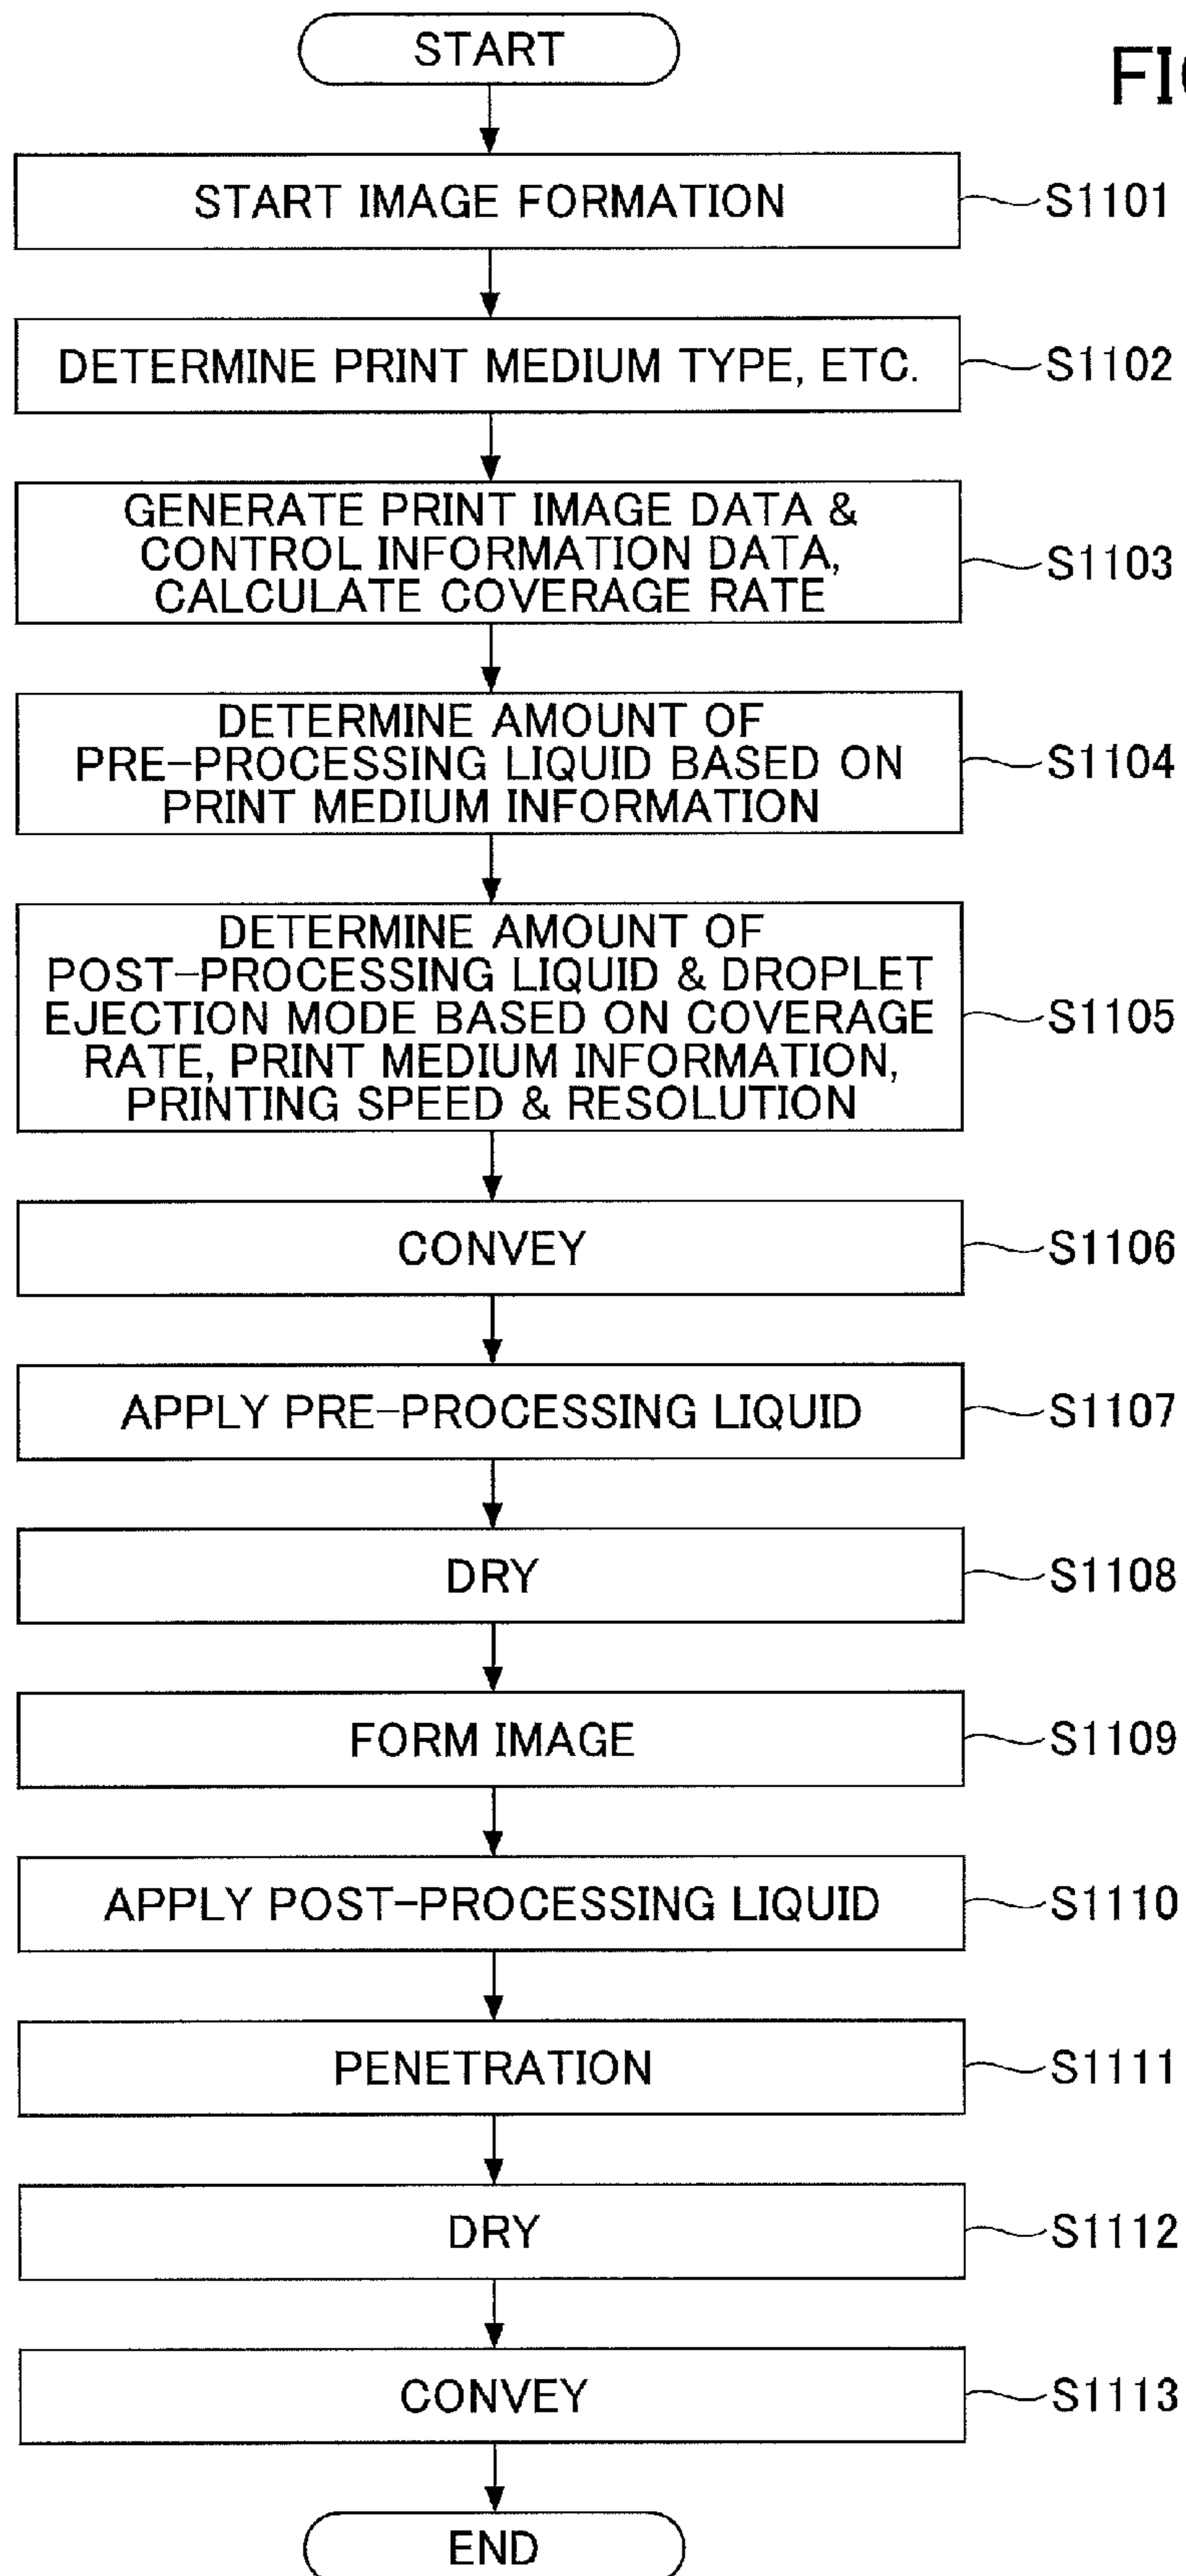 START
START IMAGE FORMATION
S1101
DETERMINE PRINT MEDIUM TYPE, ETC.
S1102
GENERATE PRINT IMAGE DATA &
CONTROL INFORMATION DATA,
CALCULATE COVERAGE RATE
S1103
DETERMINE AMOUNT OF
PRE-PROCESSING LIQUID BASED ON
PRINT MEDIUM INFORMATION
S1104
DETERMINE AMOUNT OF
POST-PROCESSING LIQUID & DROPLET
EJECTION MODE BASED ON COVERAGE
RATE, PRINT MEDIUM INFORMATION,
PRINTING SPEED & RESOLUTION
S1105
CONVEY
S1106
APPLY PRE-PROCESSING LIQUID
S1107
DRY
S1108
FORM IMAGE
S1109
APPLY POST-PROCESSING LIQUID
S1110
PENETRATION
S1111
DRY
S1112
CONVEY
S1113
END